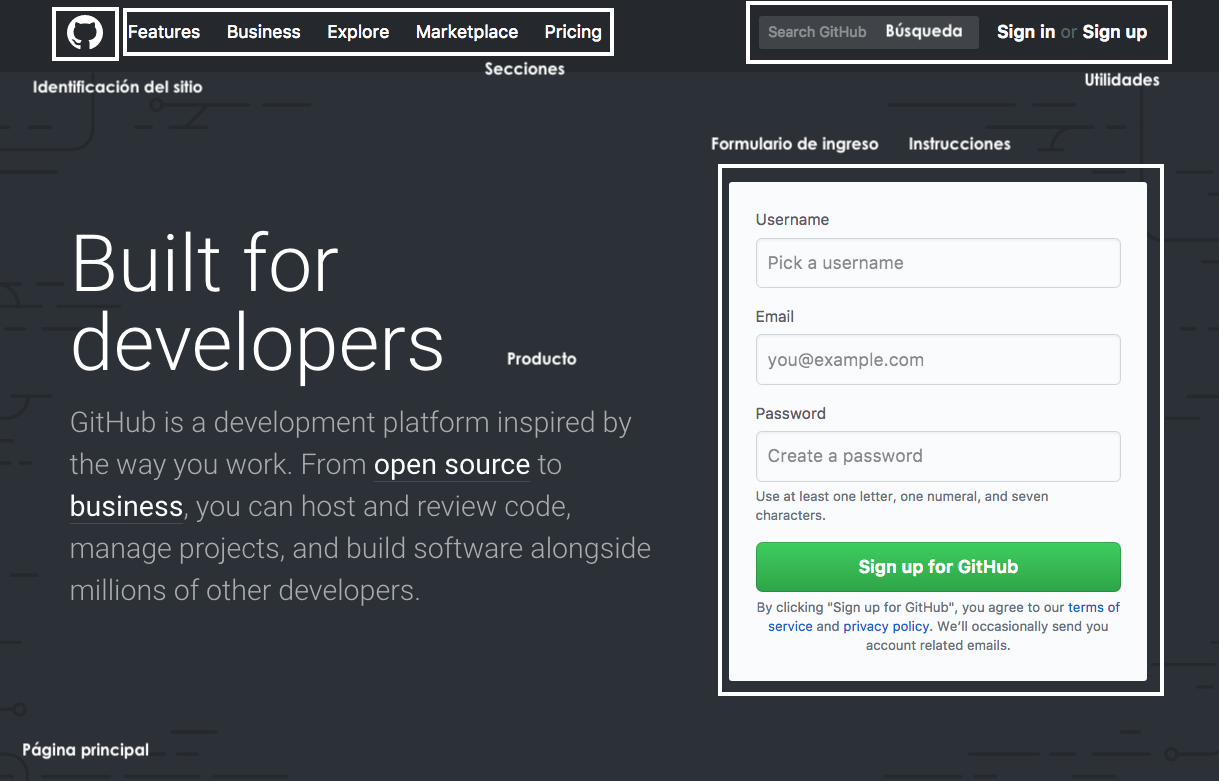 Features Business Explore Marketplace Pricing
Search GitHub Búsqueda Sign in or Sign up
Identificación del sitio
Secciones
Utilidades
Formulario de ingreso Instrucciones
Built for
developers
Producto
GitHub is a development platform inspired by
the way you work. From open source to
business, you can host and review code,
manage projects, and build software alongside
millions of other developers.
Username
Pick a username
Email
you@example.com
Password
Create a password
Use at least one letter, one numeral, and seven
characters.
Sign up for GitHub
By clicking "Sign up for GitHub", you agree to our terms of
service and privacy policy. We’ll occasionally send you
account related emails.
Página principal